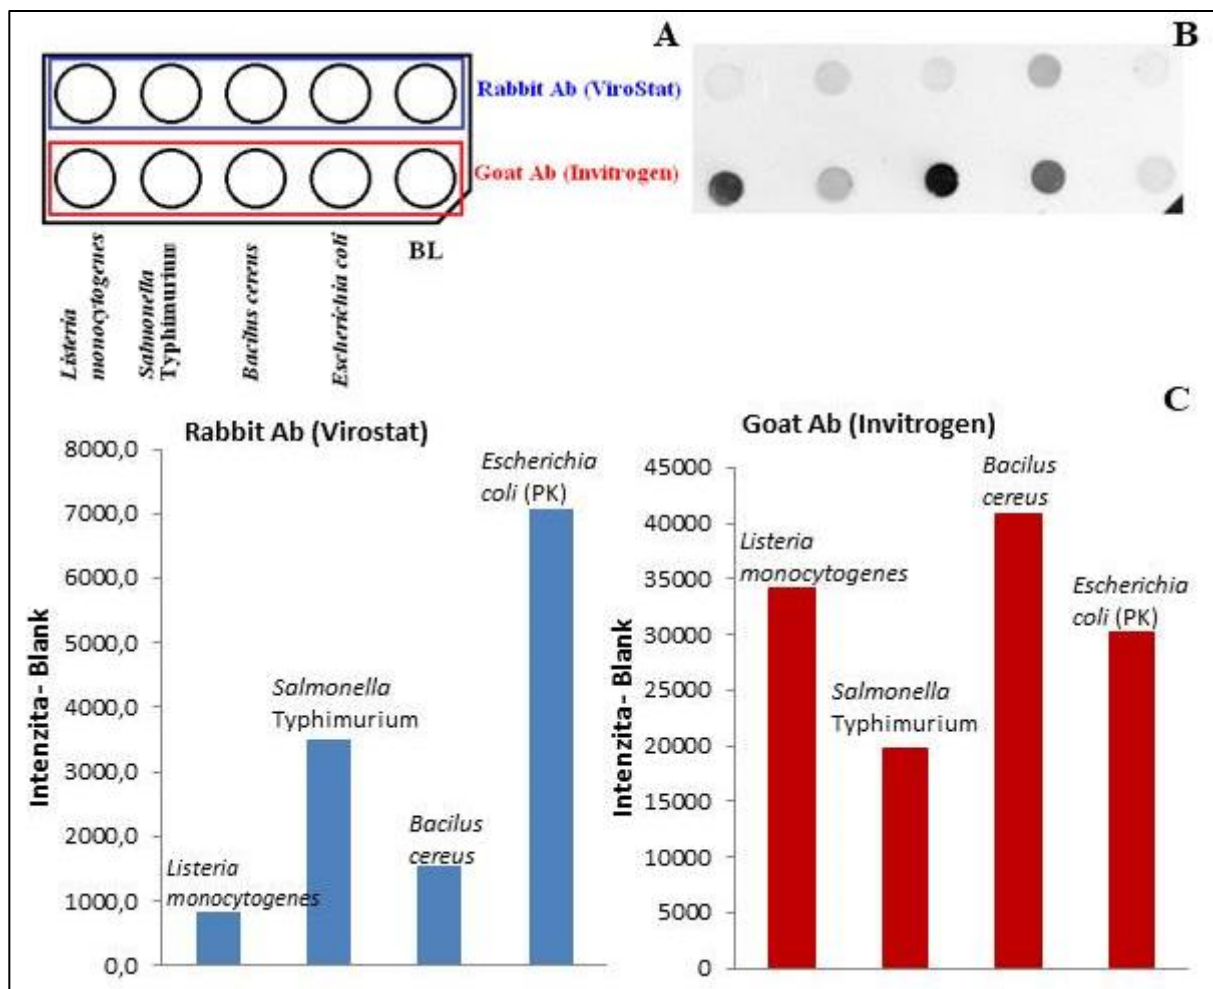 A
B
Rabbit Ab (ViroStat)
Goat Ab (Invitrogen)
Listeria
monocytogenes
Salmonella
Typhimurium
Bacilus cereus
Escherichia coli
BL
C
Rabbit Ab (Virostat)
Intenzita- Blank
8000,0
7000,0
6000,0
5000,0
4000,0
3000,0
2000,0
1000,0
0,0
Listeria
monocytogenes
Salmonella
Typhimurium
Bacilus
cereus
Escherichia
coli (PK)
Goat Ab (Invitrogen)
Intenzita- Blank
45000
40000
35000
30000
25000
20000
15000
10000
5000
0
Listeria
monocytogenes
Salmonella
Typhimurium
Bacilus
cereus
Escherichia
coli (PK)